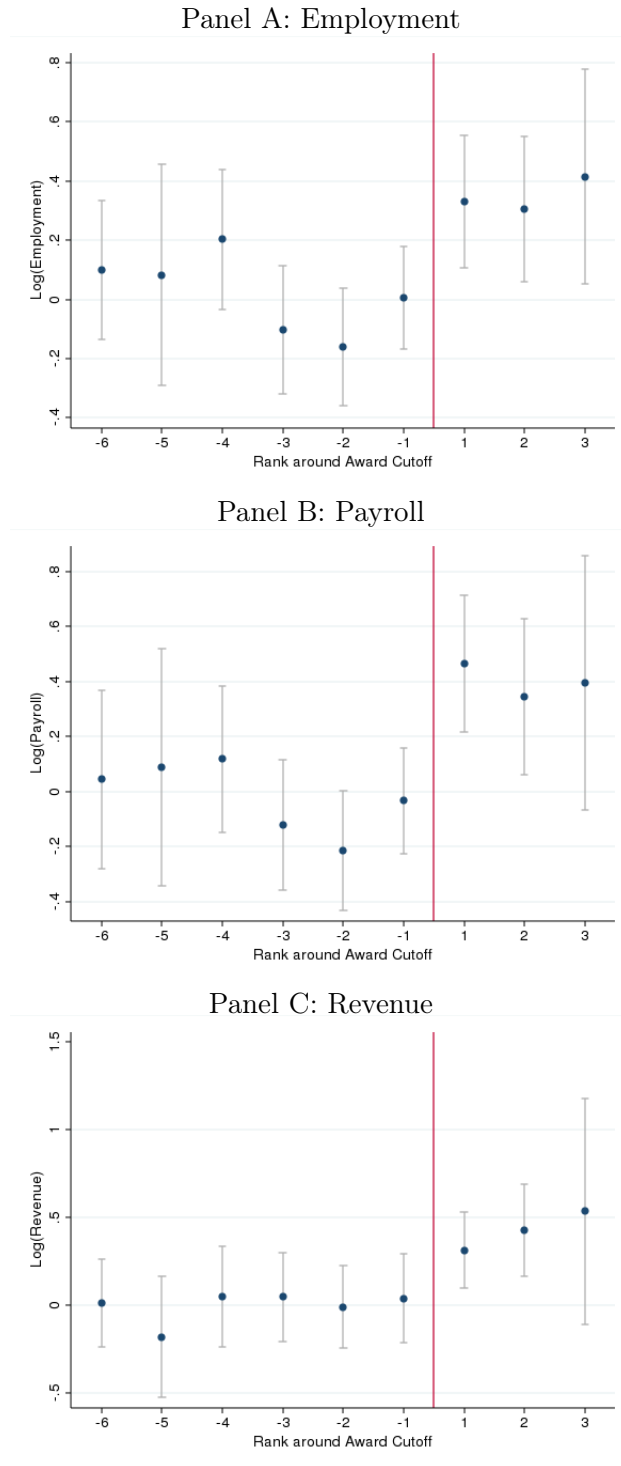 Panel A: Employment
.8
.6
.4
.2
0
-.2
-.4
Log(Employment)
-6 -5 -4 -3 -2 -1 1 2 3
Rank around Award Cutoff
Panel B: Payroll
.8
.6
.4
.2
0
-.2
-.4
Log(Payroll)
-6 -5 -4 -3 -2 -1 1 2 3
Rank around Award Cutoff
Panel C: Revenue
1.5
1
.5
0
-.5
Log(Revenue)
-6 -5 -4 -3 -2 -1 1 2 3
Rank around Award Cutoff